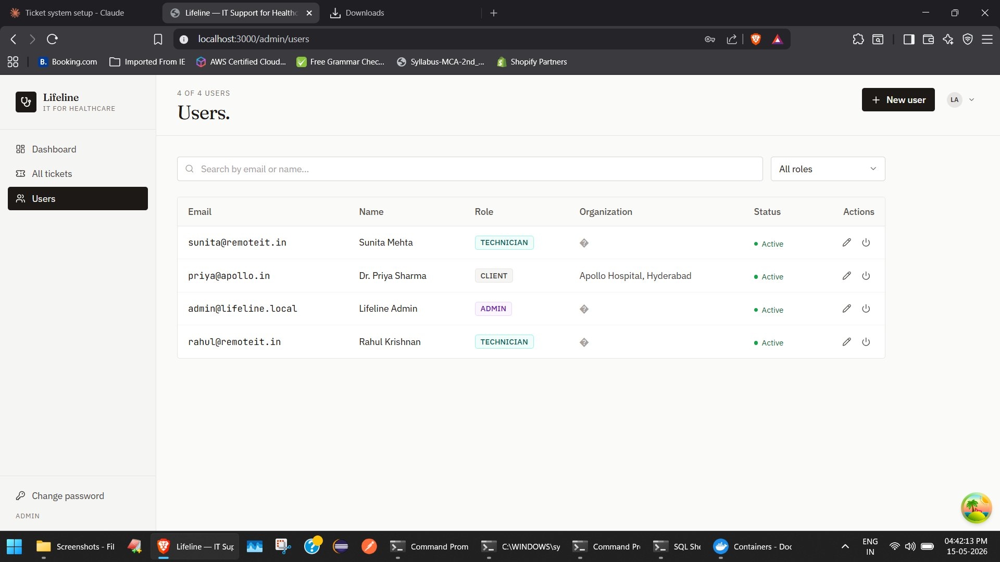 Ticket system setup - Claude
Lifeline — IT Support for Healthc
Downloads
localhost:3000/admin/users
Booking.com
Imported From IE
AWS Certified Cloud...
Free Grammar Chec...
Syllabus-MCA-2nd_...
Shopify Partners
Lifeline
IT FOR HEALTHCARE
4 OF 4 USERS
Users.
+ New user
LA
Dashboard
All tickets
Users
Search by email or name...
All roles
Email Name Role Organization Status Actions
sunita@remoteit.in Sunita Mehta TECHNICIAN � Active
priya@apollo.in Dr. Priya Sharma CLIENT Apollo Hospital, Hyderabad Active
admin@lifeline.local Lifeline Admin ADMIN � Active
rahul@remoteit.in Rahul Krishnan TECHNICIAN � Active
Change password
ADMIN
Screenshots - Fil
Lifeline — IT Sup
Command Prom
C:\WINDOWS\sy
Command Pr
SQL She
Containers - Doc
ENG
IN
04:42:13 PM
15-05-2026